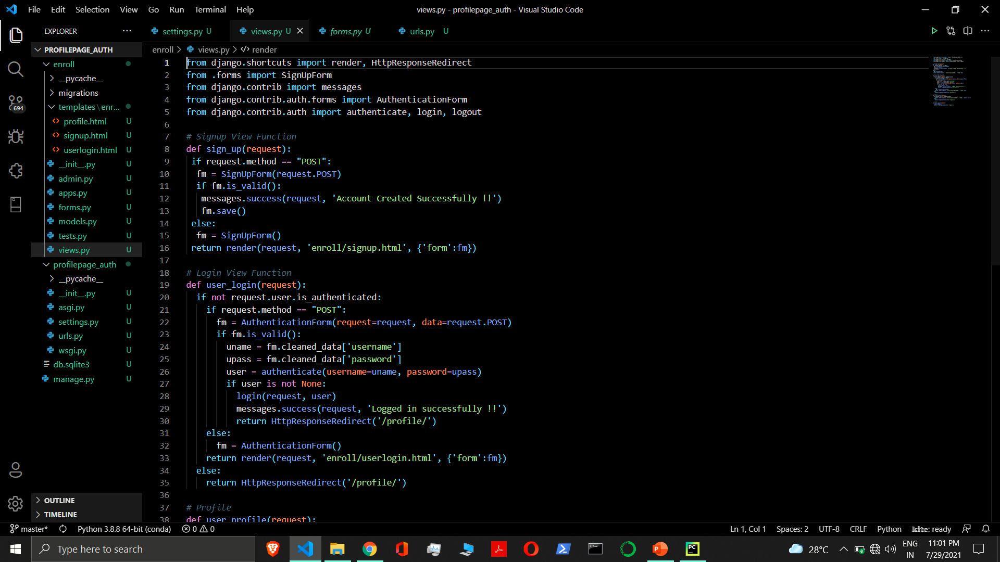 File Edit Selection View Go Run Terminal Help
views.py - profilepage_auth - Visual Studio Code
EXPLORER
settings.py U
views.py U
forms.py U
urls.py U
PROFILEPAGE_AUTH
enroll
__pycache__
migrations
templates\enr...
profile.html U
signup.html U
userlogin.html U
__init__.py U
admin.py U
apps.py U
forms.py U
models.py U
tests.py U
views.py U
profilepage_auth
__pycache__
__init__.py U
asgi.py U
settings.py U
urls.py U
wsgi.py U
db.sqlite3 U
manage.py U
OUTLINE
TIMELINE
694
enroll > views.py > render
1 from django.shortcuts import render, HttpResponseRedirect
2 from .forms import SignUpForm
3 from django.contrib import messages
4 from django.contrib.auth.forms import AuthenticationForm
5 from django.contrib.auth import authenticate, login, logout
6
7 # Signup View Function
8 def sign_up(request):
9 if request.method == "POST":
10 fm = SignUpForm(request.POST)
11 if fm.is_valid():
12 messages.success(request, 'Account Created Successfully !!')
13 fm.save()
14 else:
15 fm = SignUpForm()
16 return render(request, 'enroll/signup.html', {'form':fm})
17
18 # Login View Function
19 def user_login(request):
20 if not request.user.is_authenticated:
21 if request.method == "POST":
22 fm = AuthenticationForm(request=request, data=request.POST)
23 if fm.is_valid():
24 uname = fm.cleaned_data['username']
25 upass = fm.cleaned_data['password']
26 user = authenticate(username=uname, password=upass)
27 if user is not None:
28 login(request, user)
29 messages.success(request, 'Logged in successfully !!')
30 return HttpResponseRedirect('/profile/')
31 else:
32 fm = AuthenticationForm()
33 return render(request, 'enroll/userlogin.html', {'form':fm})
34 else:
35 return HttpResponseRedirect('/profile/')
36
37 # Profile
38 def user_profile(request):
master* Python 3.8.8 64-bit (conda) 0 0
Ln 1, Col 1 Spaces: 2 UTF-8 CRLF Python kite: ready
Type here to search
28°C
ENG
IN
11:01 PM
7/29/2021